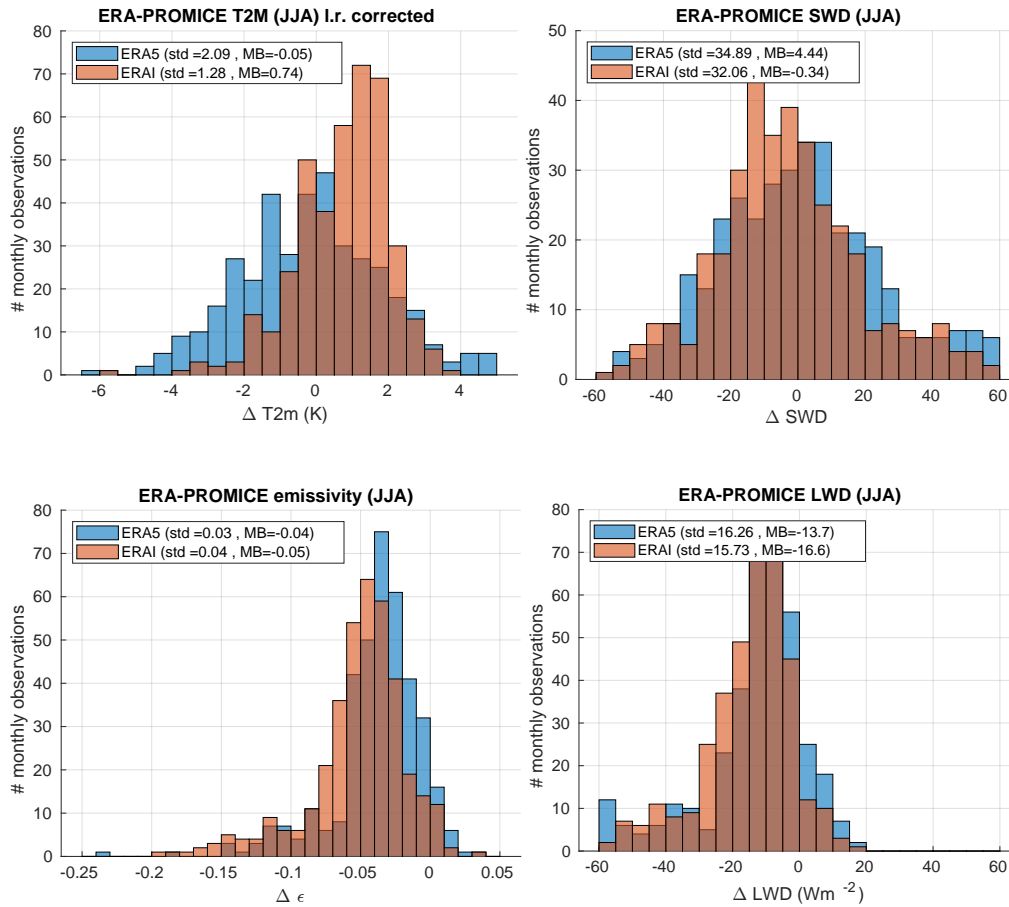 ERA-PROMICE T2M (JJA) l.r. corrected
ERA5 (std =2.09 , MB=-0.05)
ERAI (std =1.28 , MB=0.74)
# monthly observations
80
70
60
50
40
30
20
10
0
-6 -4 -2 0 2 4
Δ T2m (K)
ERA-PROMICE SWD (JJA)
ERA5 (std =34.89 , MB=4.44)
ERAI (std =32.06 , MB=-0.34)
# monthly observations
50
40
30
20
10
0
-60 -40 -20 0 20 40 60
Δ SWD
ERA-PROMICE emissivity (JJA)
ERA5 (std =0.03 , MB=-0.04)
ERAI (std =0.04 , MB=-0.05)
# monthly observations
80
70
60
50
40
30
20
10
0
-0.25 -0.2 -0.15 -0.1 -0.05 0 0.05
Δ ϵ
ERA-PROMICE LWD (JJA)
ERA5 (std =16.26 , MB=-13.7)
ERAI (std =15.73 , MB=-16.6)
# monthly observations
80
70
60
50
40
30
20
10
0
-60 -40 -20 0 20 40 60
Δ LWD (Wm -2)